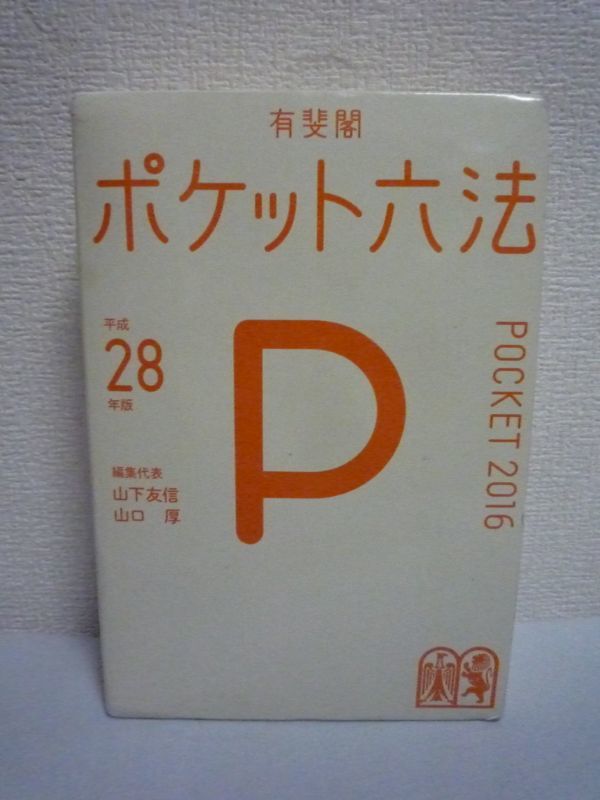 有斐閣
ポケット六法
平成
28
年版
P
POCKET 2016
編集代表
山下友信
山口 厚